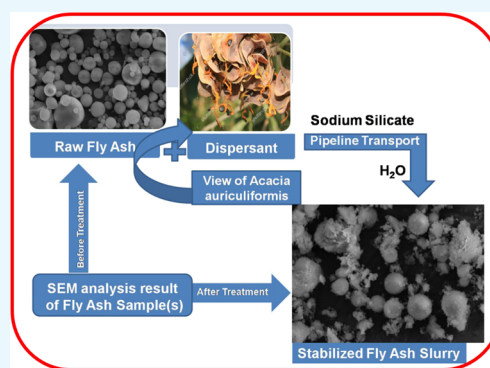 Raw Fly Ash
Dispersant
Sodium Silicate
Pipeline Transport
H₂O
View of Acacia
auriculiformis
Before Treatment
SEM analysis result
of Fly Ash Sample(s)
After Treatment
Stabilized Fly Ash Slurry